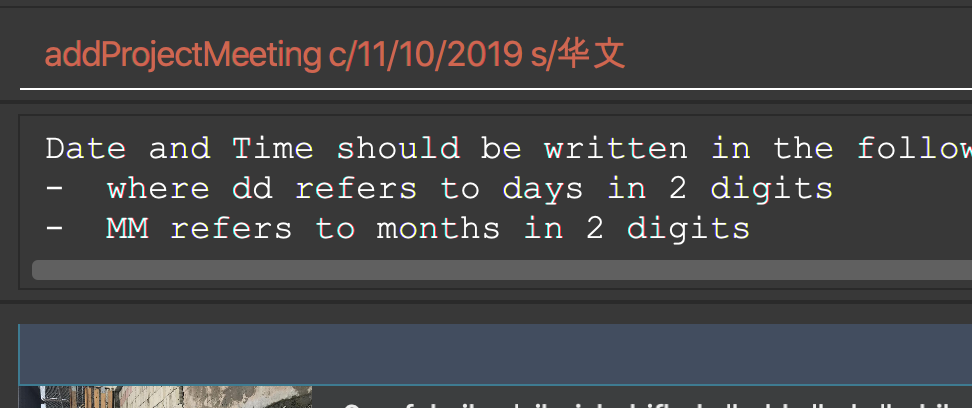 addProjectMeeting c/11/10/2019 s/华文
Date and Time should be written in the follow
- where dd refers to days in 2 digits
- MM refers to months in 2 digits